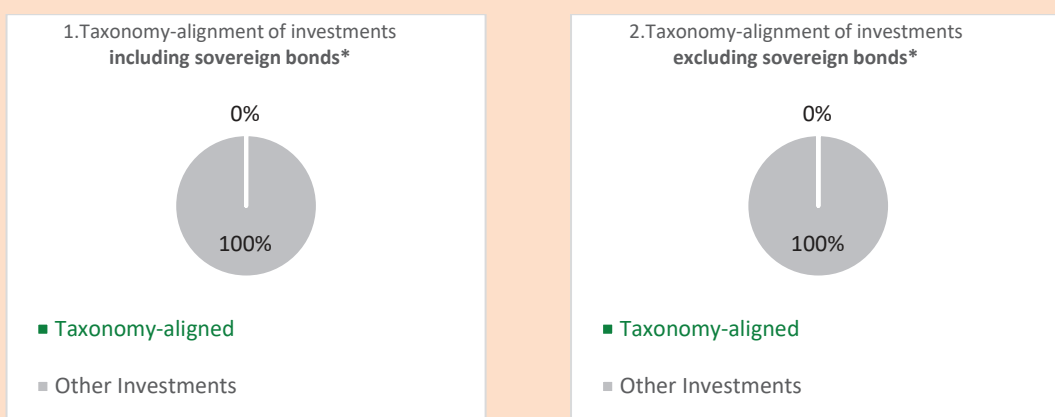 1.Taxonomy-alignment of investments
including sovereign bonds*
0%
100%
Taxonomy-aligned
Other Investments
2.Taxonomy-alignment of investments
excluding sovereign bonds*
0%
100%
Taxonomy-aligned
Other Investments